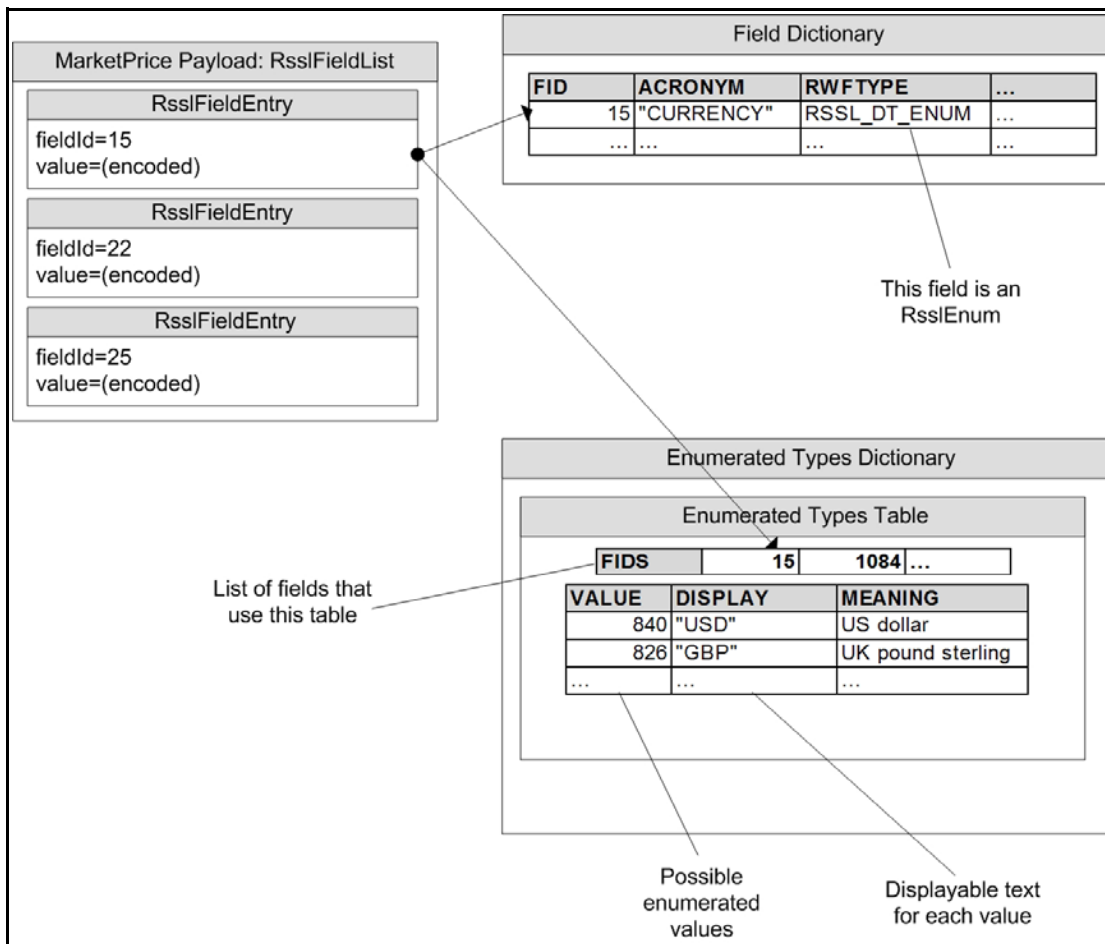 MarketPrice Payload: RsslFieldList
RsslFieldEntry
fieldId=15
value=(encoded)
RsslFieldEntry
fieldId=22
value=(encoded)
RsslFieldEntry
fieldId=25
value=(encoded)
Field Dictionary
FID ACRONYM RWFTYPE ...
15 "CURRENCY" RSSL_DT_ENUM ...
... ... ... ...
This field is an
RsslEnum
Enumerated Types Dictionary
Enumerated Types Table
FIDS 15 1084 ...
List of fields that
use this table
VALUE DISPLAY MEANING
840 "USD" US dollar
826 "GBP" UK pound sterling
... ... ...
Possible
enumerated
values
Displayable text
for each value